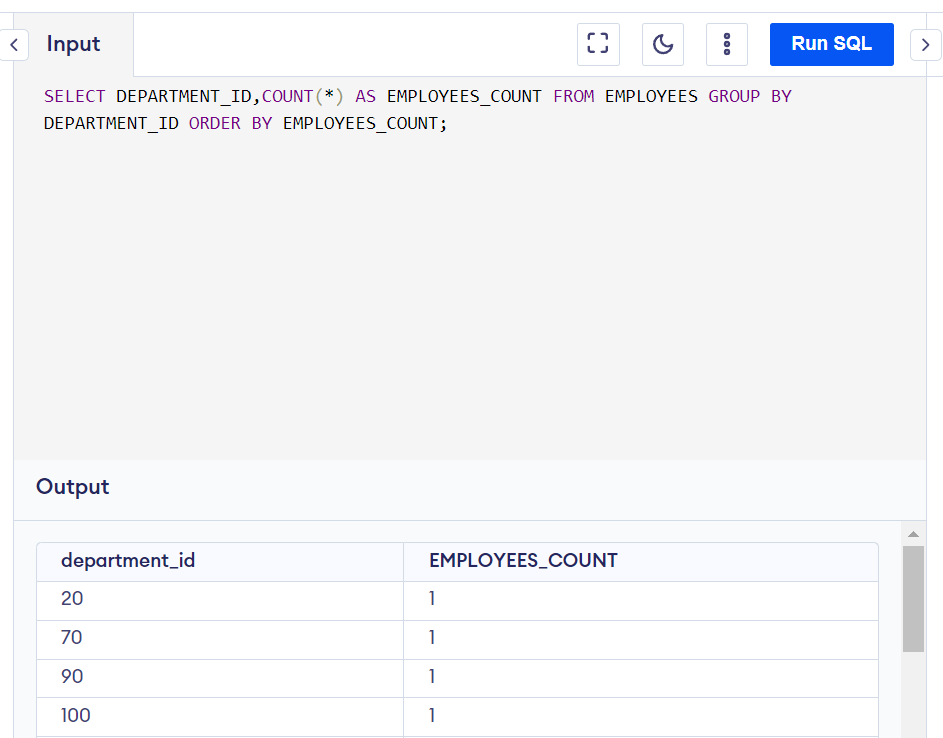 Input
Run SQL
SELECT DEPARTMENT_ID,COUNT(*) AS EMPLOYEES_COUNT FROM EMPLOYEES GROUP BY
DEPARTMENT_ID ORDER BY EMPLOYEES_COUNT;
Output
department_id EMPLOYEES_COUNT
20 1
70 1
90 1
100 1